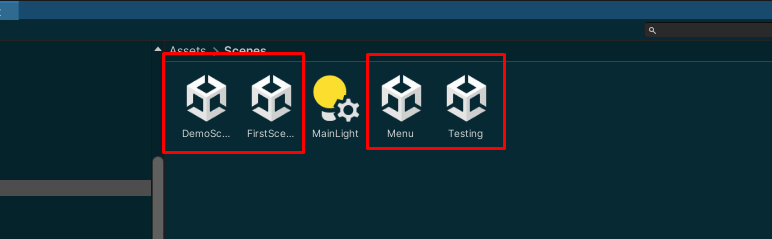 Assets > Scenes
DemoSc... FirstSce... MainLight Menu Testing